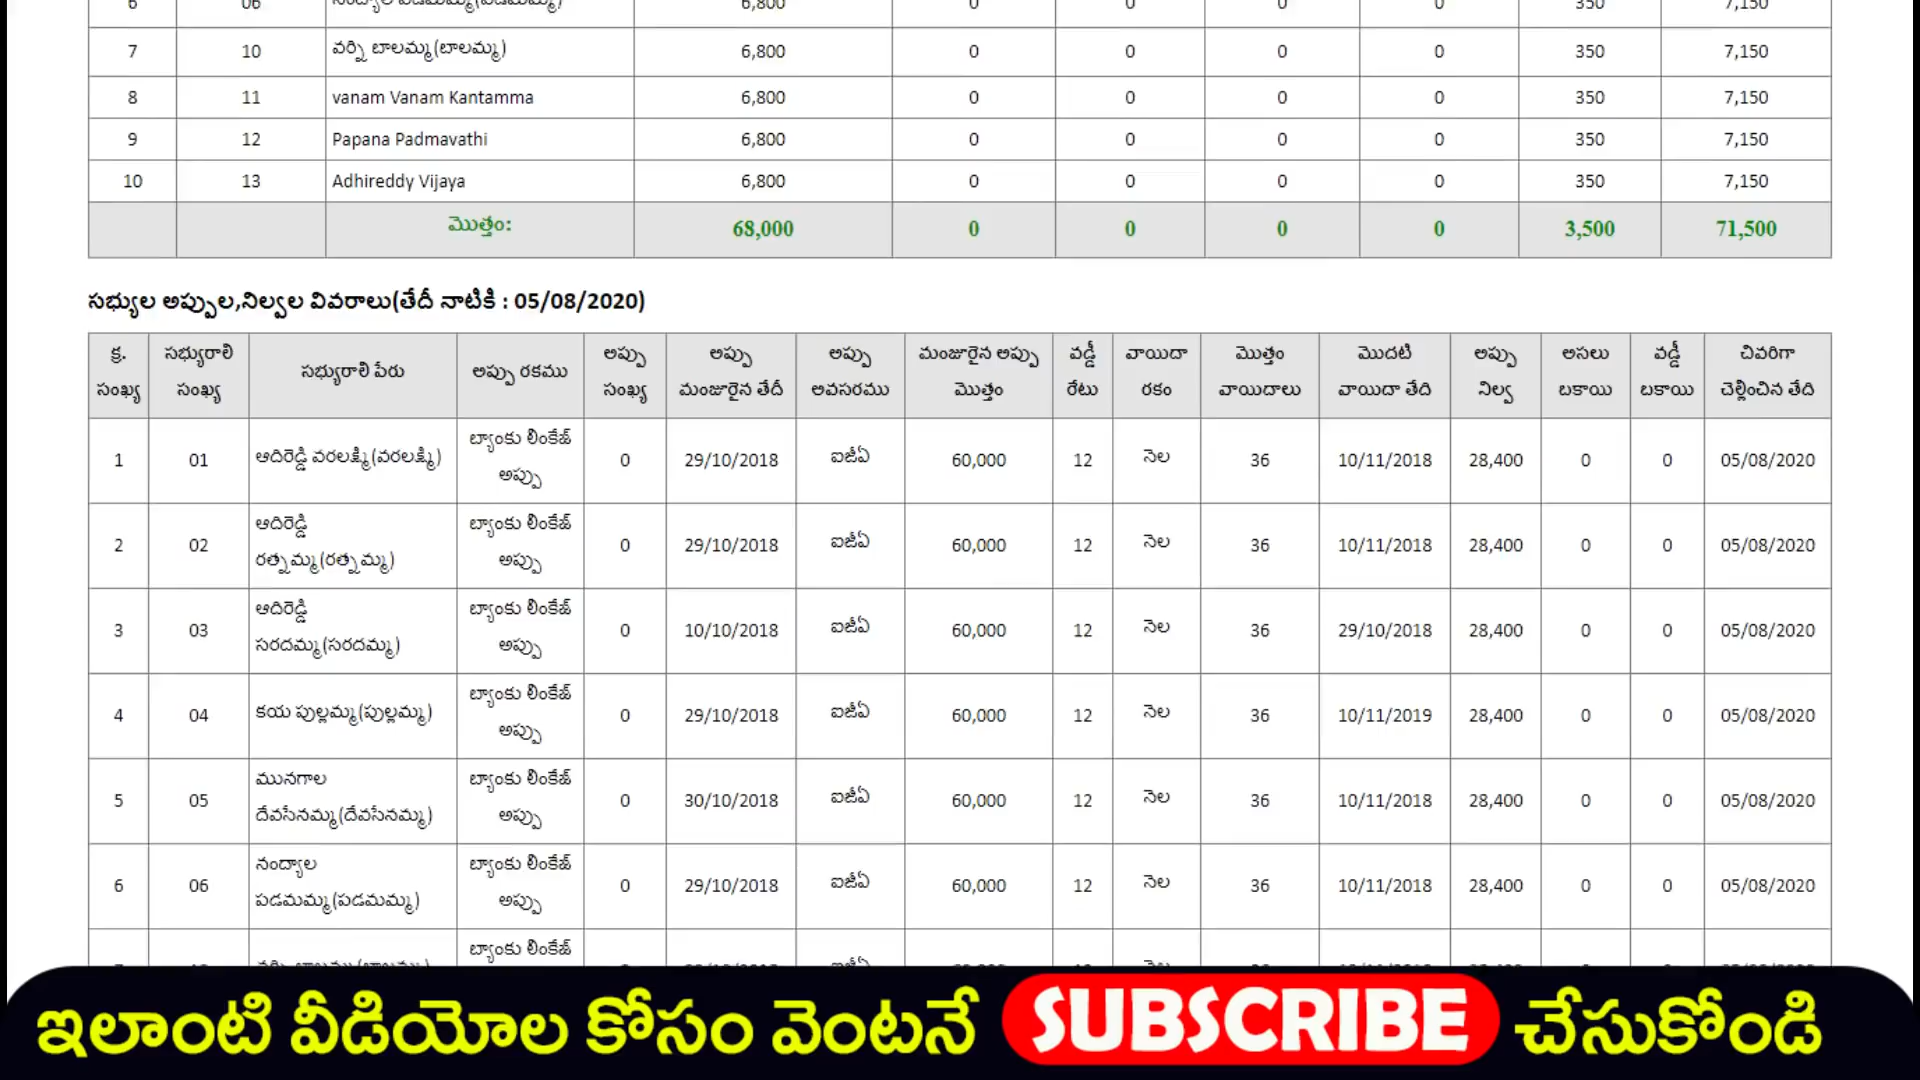 6 06 6,800 0 0 0 0 350 7,150
7 10 వర్ని బాలమ్మ(బాలమ్మ) 6,800 0 0 0 0 350 7,150
8 11 vanam Vanam Kantamma 6,800 0 0 0 0 350 7,150
9 12 Papana Padmavathi 6,800 0 0 0 0 350 7,150
10 13 Adhireddy Vijaya 6,800 0 0 0 0 350 7,150
మొత్తం: 68,000 0 0 0 0 3,500 71,500
సభ్యుల అప్పుల,నిల్వల వివరాలు(తేదీ నాటికి : 05/08/2020)
క్ర. సంఖ్య సభ్యురాలి సంఖ్య సభ్యురాలి పేరు అప్పు రకము అప్పు సంఖ్య అప్పు మంజురైన తేదీ అప్పు అవసరము మంజురైన అప్పు మొత్తం వడ్డీ రేటు వాయిదా రకం మొత్తం వాయిదాలు మొదటి వాయిదా తేది అప్పు నిల్వ అసలు బకాయి వడ్డీ బకాయి చివరిగా చెల్లించిన తేది
1 01 ఆదిరెడ్డి వరలక్ష్మి(వరలక్ష్మి) బ్యాంకు లింకేజ్ అప్పు 0 29/10/2018 ఐజీఏ 60,000 12 నెల 36 10/11/2018 28,400 0 0 05/08/2020
2 02 ఆదిరెడ్డి రత్నమ్మ(రత్నమ్మ) బ్యాంకు లింకేజ్ అప్పు 0 29/10/2018 ఐజీఏ 60,000 12 నెల 36 10/11/2018 28,400 0 0 05/08/2020
3 03 ఆదిరెడ్డి సరదమ్మ(సరదమ్మ) బ్యాంకు లింకేజ్ అప్పు 0 10/10/2018 ఐజీఏ 60,000 12 నెల 36 29/10/2018 28,400 0 0 05/08/2020
4 04 కయ పుల్లమ్మ(పుల్లమ్మ) బ్యాంకు లింకేజ్ అప్పు 0 29/10/2018 ఐజీఏ 60,000 12 నెల 36 10/11/2019 28,400 0 0 05/08/2020
5 05 మునగాల దేవసేనమ్మ(దేవసేనమ్మ) బ్యాంకు లింకేజ్ అప్పు 0 30/10/2018 ఐజీఏ 60,000 12 నెల 36 10/11/2018 28,400 0 0 05/08/2020
6 06 నంద్యాల పడమమ్మ(పడమమ్మ) బ్యాంకు లింకేజ్ అప్పు 0 29/10/2018 ఐజీఏ 60,000 12 నెల 36 10/11/2018 28,400 0 0 05/08/2020
బ్యాంకు లింకేజ్
ఇలాంటి వీడియోల కోసం వెంటనే SUBSCRIBE చేసుకోండి